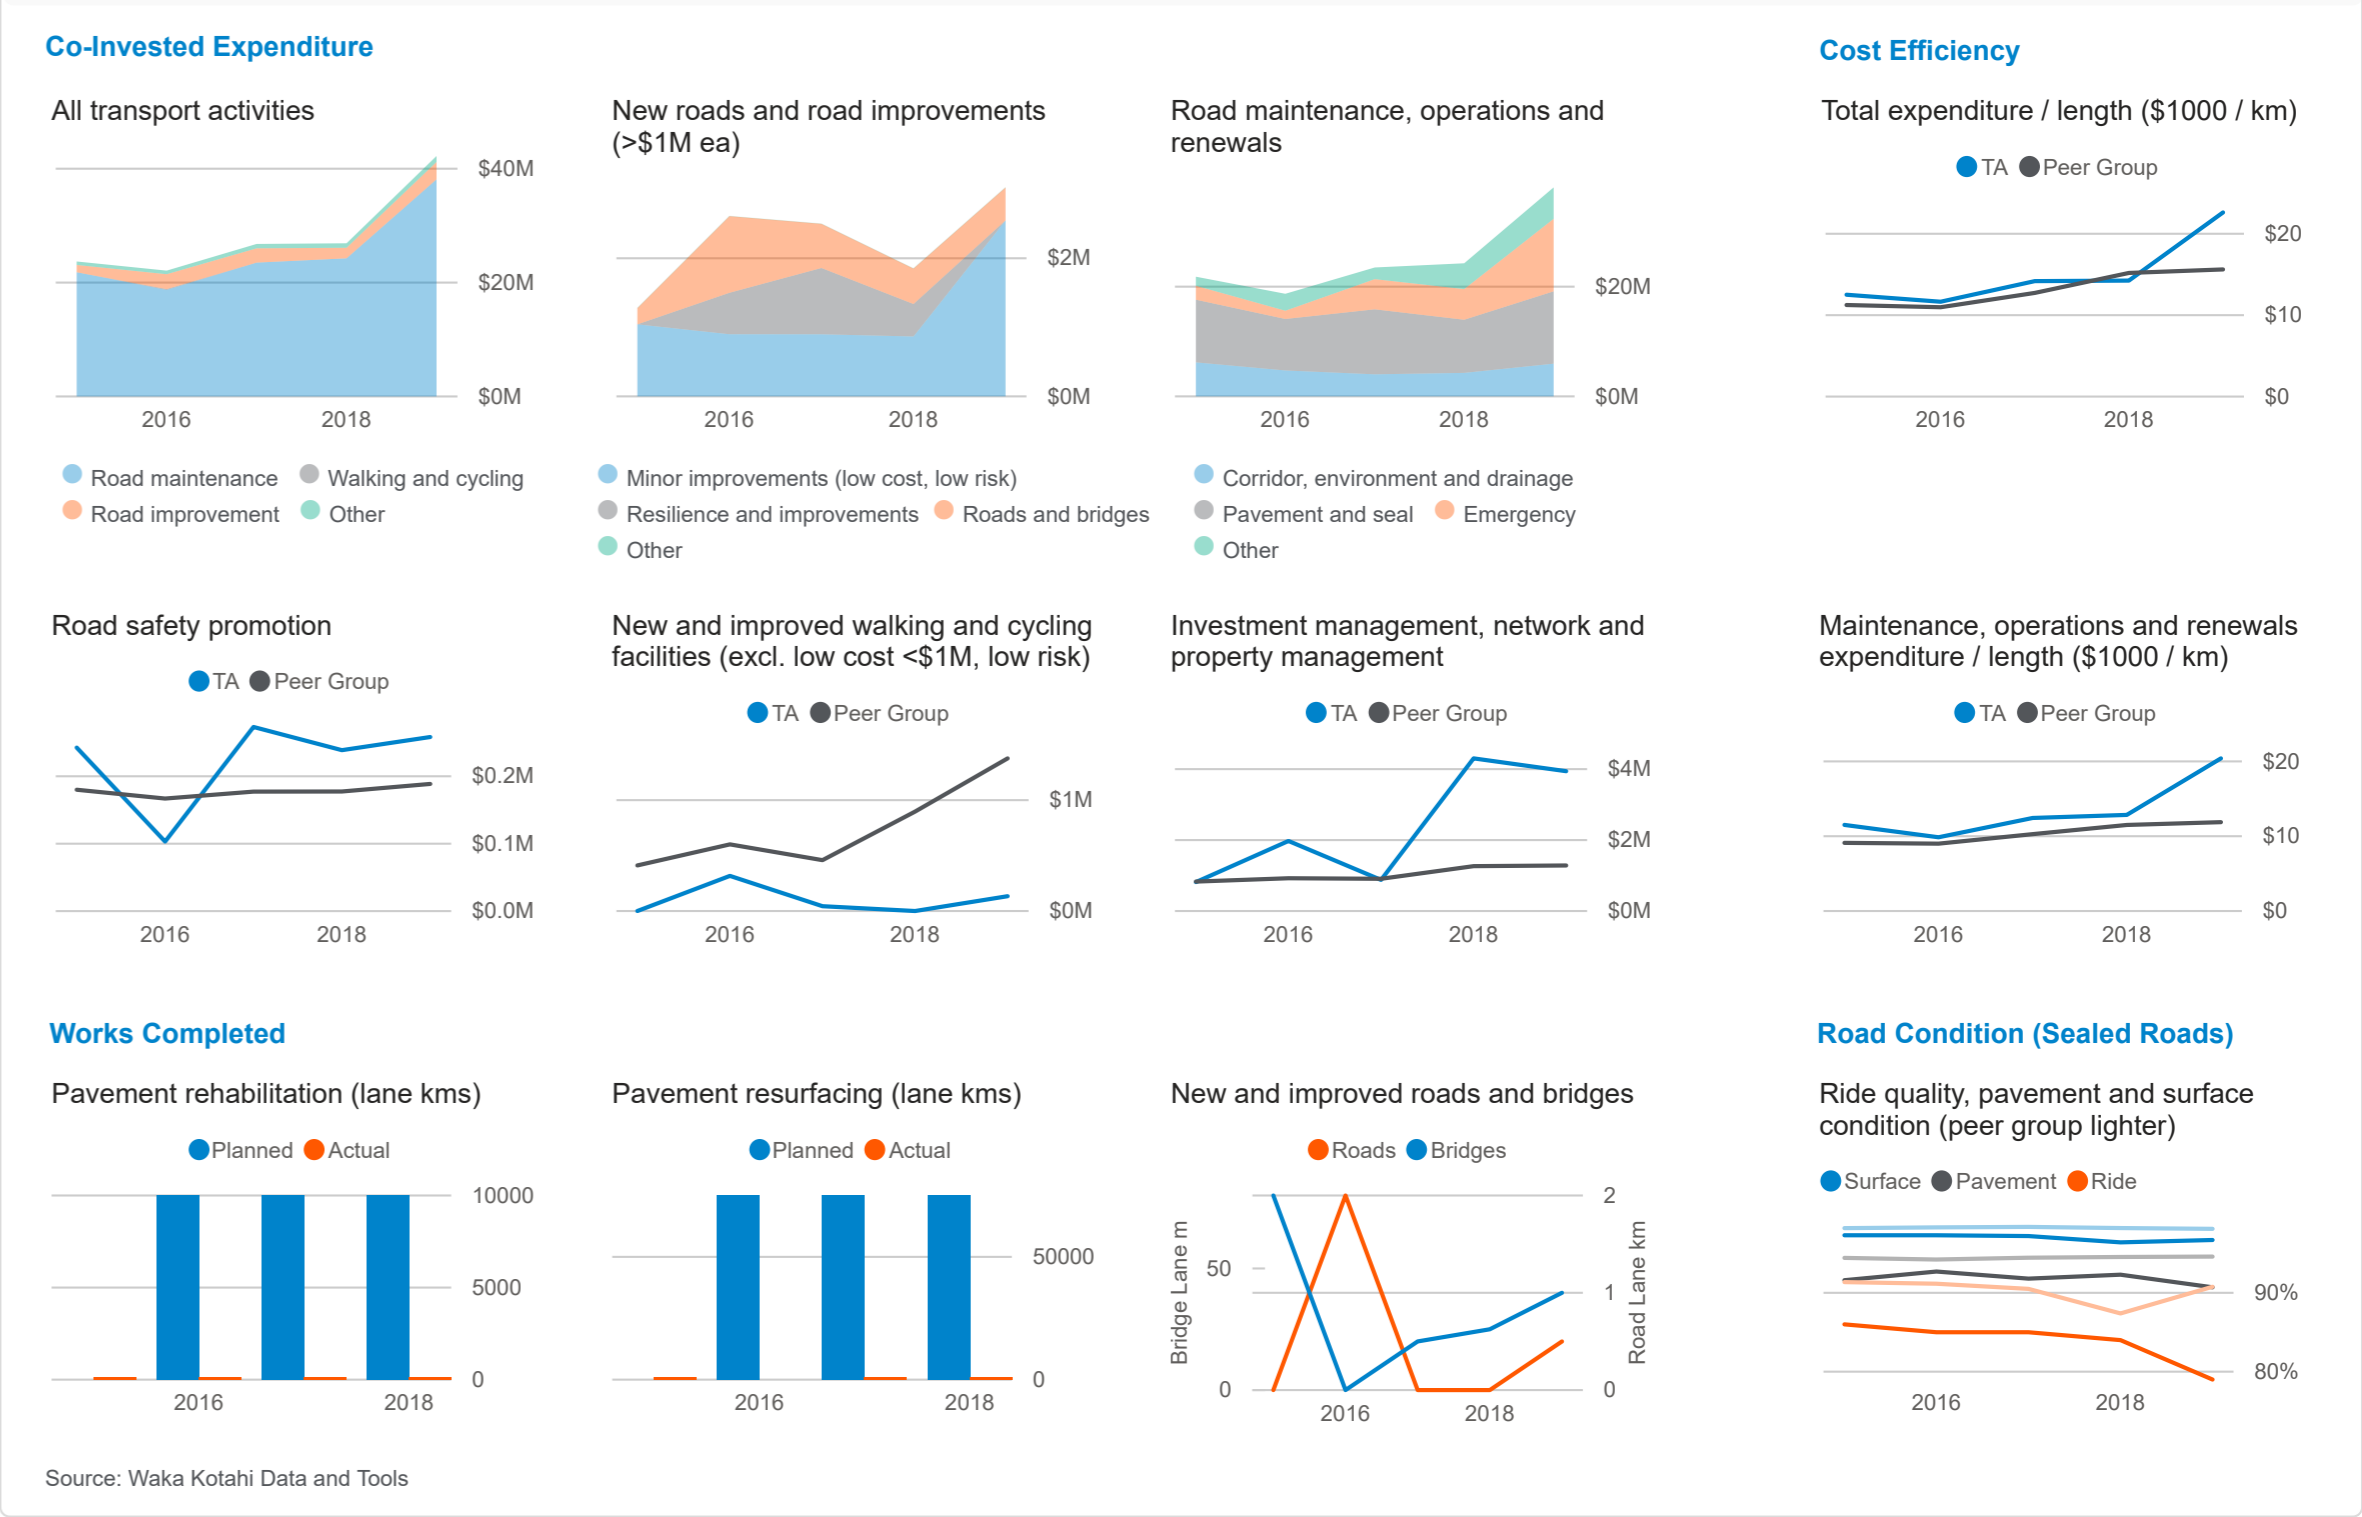 Co-Invested Expenditure
All transport activities
$40M
$20M
$0M
2016 2018
Road maintenance Walking and cycling
Road improvement Other
New roads and road improvements
(>$1M ea)
$2M
$0M
2016 2018
Minor improvements (low cost, low risk)
Resilience and improvements Roads and bridges
Other
Road maintenance, operations and
renewals
$20M
$0M
2016 2018
Corridor, environment and drainage
Pavement and seal Emergency
Other
Cost Efficiency
Total expenditure / length ($1000 / km)
TA Peer Group
$20
$10
$0
2016 2018
Road safety promotion
TA Peer Group
$0.2M
$0.1M
$0.0M
2016 2018
New and improved walking and cycling
facilities (excl. low cost <$1M, low risk)
TA Peer Group
$1M
$0M
2016 2018
Investment management, network and
property management
TA Peer Group
$4M
$2M
$0M
2016 2018
Maintenance, operations and renewals
expenditure / length ($1000 / km)
TA Peer Group
$20
$10
$0
2016 2018
Works Completed
Pavement rehabilitation (lane kms)
Planned Actual
10000
5000
0
2016 2018
Pavement resurfacing (lane kms)
Planned Actual
50000
0
2016 2018
New and improved roads and bridges
Roads Bridges
Bridge Lane m
50
0
2
1
0
Road Lane km
2016 2018
Road Condition (Sealed Roads)
Ride quality, pavement and surface
condition (peer group lighter)
Surface Pavement Ride
90%
80%
2016 2018
Source: Waka Kotahi Data and Tools